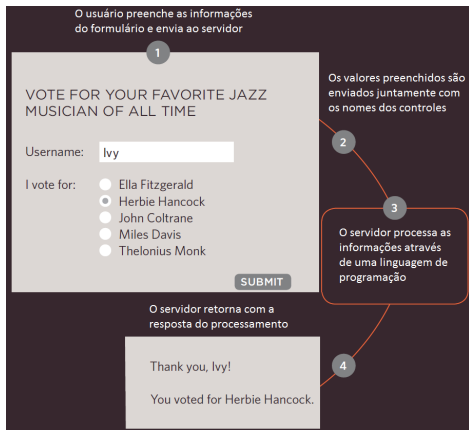 O usuário preenche as informações
do formulário e envia ao servidor
1
VOTE FOR YOUR FAVORITE JAZZ
MUSICIAN OF ALL TIME
Username: Ivy
I vote for: Ella Fitzgerald
Herbie Hancock
John Coltrane
Miles Davis
Thelonius Monk
SUBMIT
Os valores preenchidos são
enviados juntamente com
os nomes dos controles
2
3
O servidor processa as
informações através
de uma linguagem de
programação
O servidor retorna com a
resposta do processamento
4
Thank you, Ivy!
You voted for Herbie Hancock.